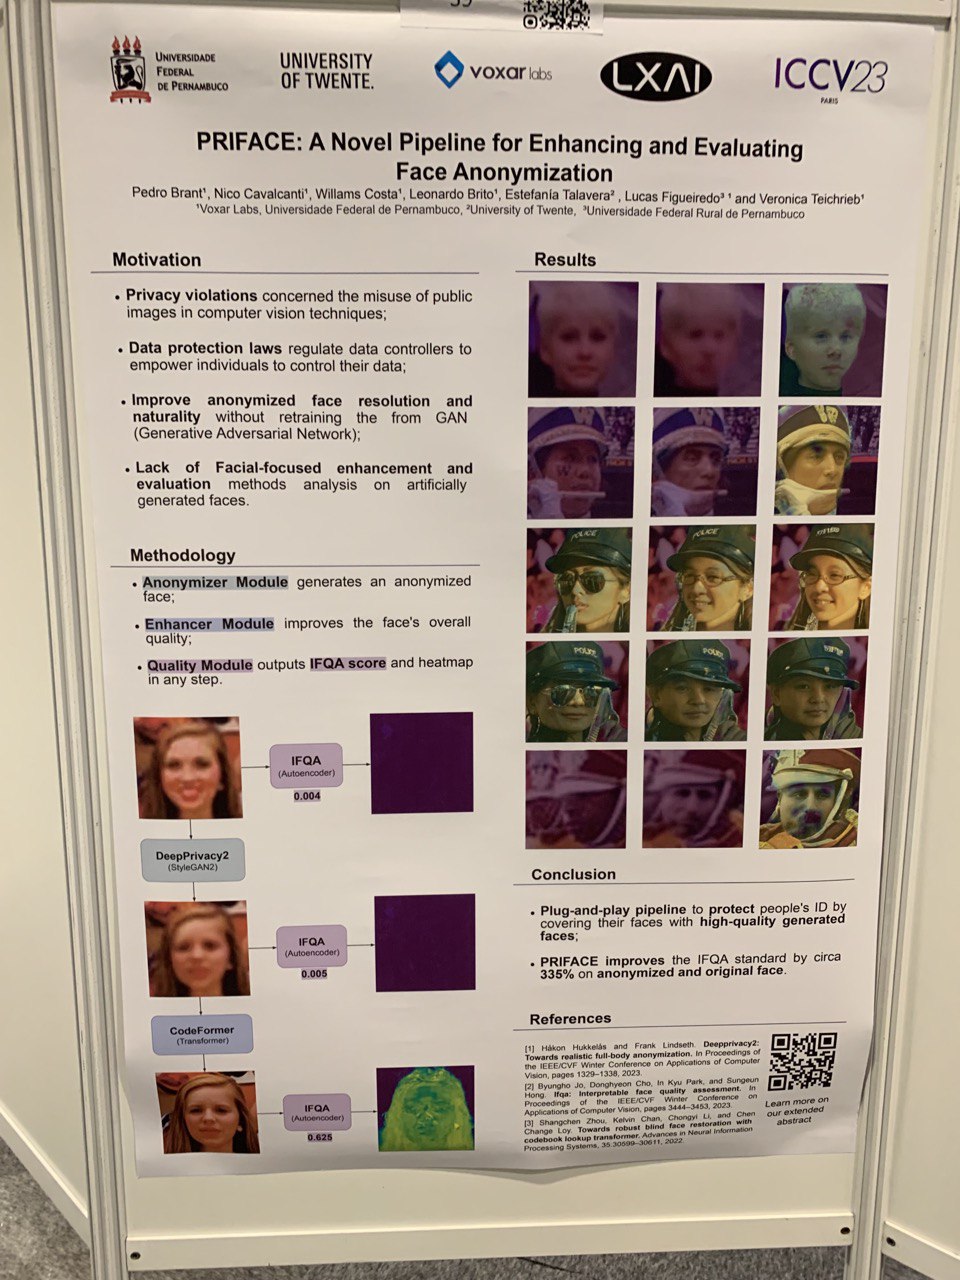 UNIVERSIDADE
FEDERAL
DE PERNAMBUCO
UNIVERSITY
OF TWENTE.
voxar labs
LXAI
ICCV23
PARIS
PRIFACE: A Novel Pipeline for Enhancing and Evaluating
Face Anonymization
Pedro Brant¹, Nico Cavalcanti¹, Willams Costa¹, Leonardo Brito¹, Estefanía Talavera² , Lucas Figueiredo³ ¹ and Veronica Teichrieb¹
¹Voxar Labs, Universidade Federal de Pernambuco, ²University of Twente, ³Universidade Federal Rural de Pernambuco
Motivation
• Privacy violations concerned the misuse of public
images in computer vision techniques;
• Data protection laws regulate data controllers to
empower individuals to control their data;
• Improve anonymized face resolution and
naturality without retraining the from GAN
(Generative Adversarial Network);
• Lack of Facial-focused enhancement and
evaluation methods analysis on artificially
generated faces.
Methodology
• Anonymizer Module generates an anonymized
face;
• Enhancer Module improves the face's overall
quality;
• Quality Module outputs IFQA score and heatmap
in any step.
IFQA
(Autoencoder)
0.004
DeepPrivacy2
(StyleGAN2)
IFQA
(Autoencoder)
0.005
CodeFormer
(Transformer)
IFQA
(Autoencoder)
0.625
Results
POLICE
POLICE
POLICE
Conclusion
• Plug-and-play pipeline to protect people's ID by
covering their faces with high-quality generated
faces;
• PRIFACE improves the IFQA standard by circa
335% on anonymized and original face.
References
[1] Håkon Hukkelås and Frank Lindseth. Deepprivacy2:
Towards realistic full-body anonymization. In Proceedings of
the IEEE/CVF Winter Conference on Applications of Computer
Vision, pages 1329–1338, 2023.
[2] Byungho Jo, Donghyeon Cho, In Kyu Park, and Sungeun
Hong. Ifqa: Interpretable face quality assessment. In
Proceedings of the IEEE/CVF Winter Conference on
Applications of Computer Vision, pages 3444–3453, 2023.
[3] Shangchen Zhou, Kelvin Chan, Chongyi Li, and Chen
Change Loy. Towards robust blind face restoration with
codebook lookup transformer. Advances in Neural Information
Processing Systems, 35:30599–30611, 2022.
Learn more on
our extended
abstract